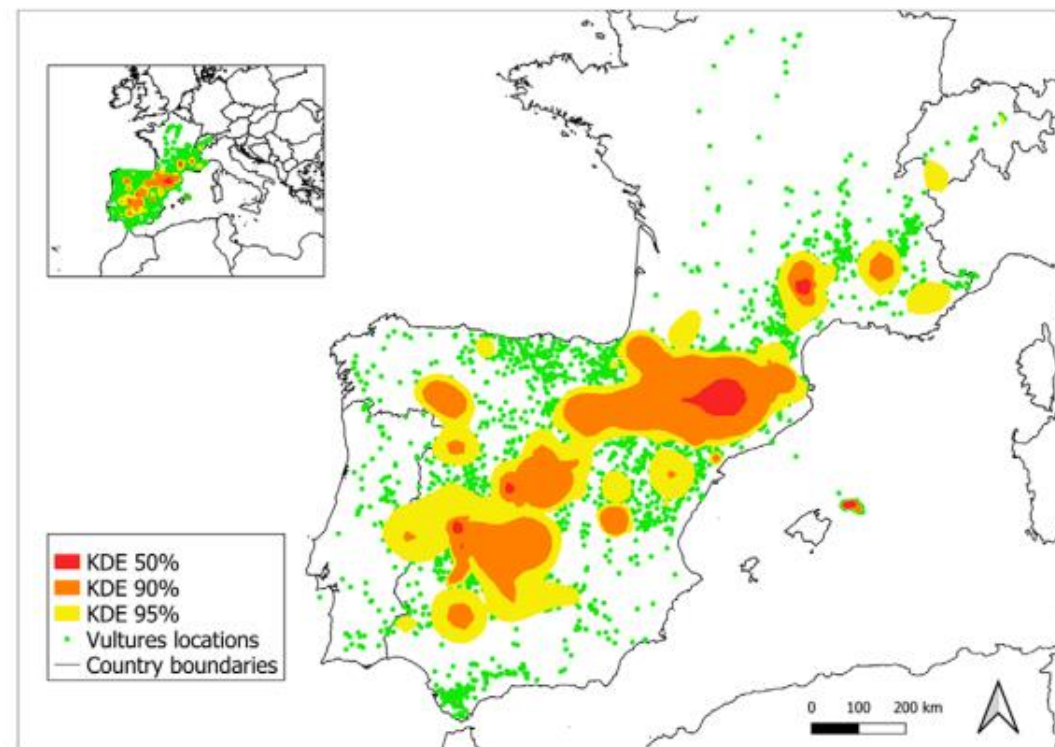 KDE 50%
KDE 90%
KDE 95%
Vultures locations
Country boundaries
0 100 200 km